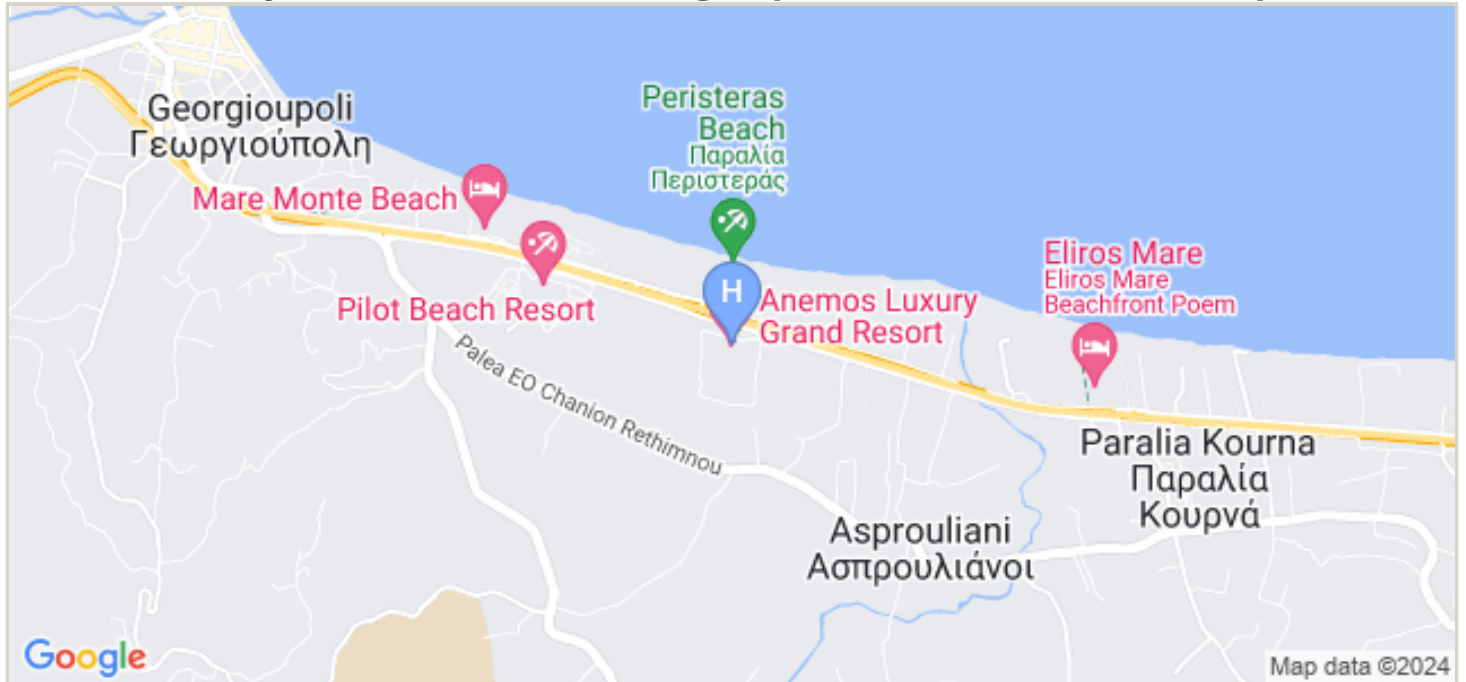 Georgioupoli
Γεωργιούπολη
Mare Monte Beach
Pilot Beach Resort
Peristeras
Beach
Παραλία
Περιστεράς
H
Anemos Luxury
Grand Resort
Eliros Mare
Eliros Mare
Beachfront Poem
Palea EO Chanion Rethimnou
Paralia Kourna
Παραλία
Κουρνά
Asprouliani
Ασπρουλιάνοι
Google
Map data ©2024